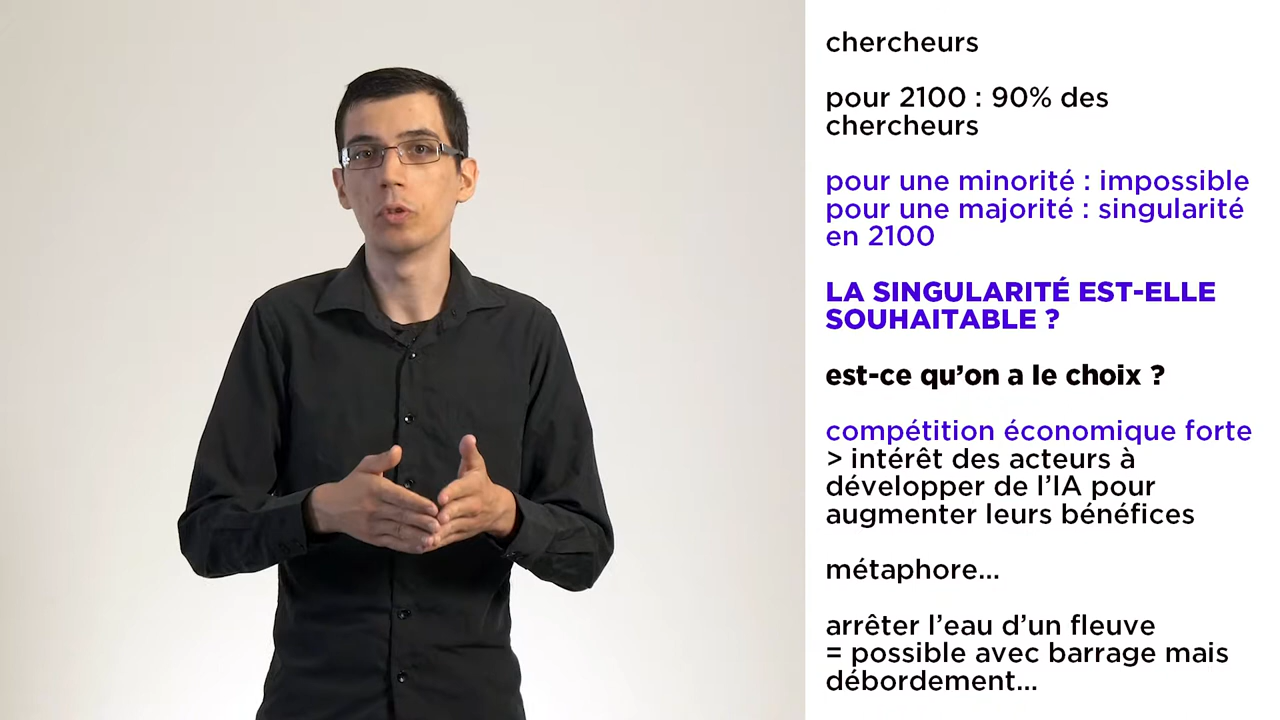 chercheurs
pour 2100 : 90% des
chercheurs
pour une minorité : impossible
pour une majorité : singularité
en 2100
LA SINGULARITÉ EST-ELLE
SOUHAITABLE ?
est-ce qu’on a le choix ?
compétition économique forte
> intérêt des acteurs à
développer de l’IA pour
augmenter leurs bénéfices
métaphore...
arrêter l’eau d’un fleuve
= possible avec barrage mais
débordement...